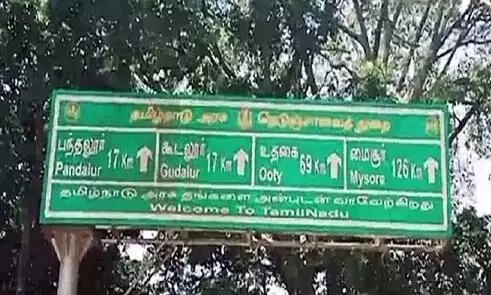 தமிழ்நாடு அரசு நெடுஞ்சாலைத் துறை
பந்தலூர் 17 Km கூடலூர் 17 Km உதகை 69 Km மைசூர் 126 Km
Pandalur Gudalur Ooty Mysore
தமிழ்நாடு அரசு தங்களை அன்புடன் வரவேற்கிறது
Welcome To TamilNadu